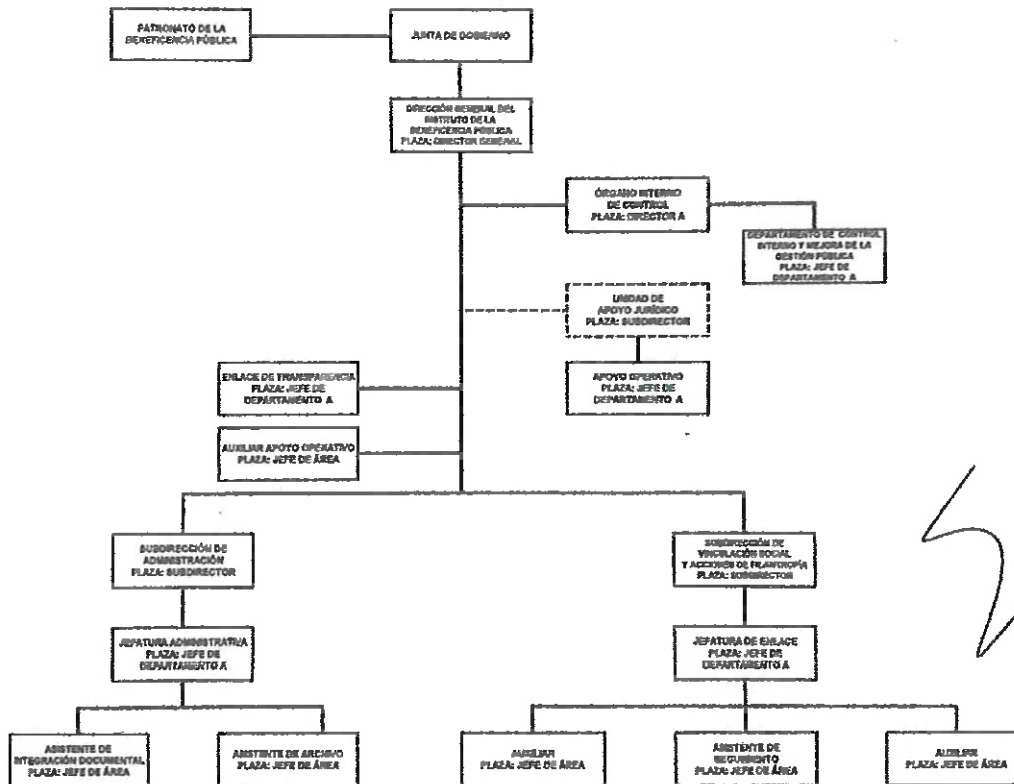 PATRONATO DE LA
BENEFICENCIA PÚBLICA
JUNTA DE GOBIERNO
DIRECCIÓN GENERAL DEL
INSTITUTO DE LA
BENEFICENCIA PÚBLICA
PLAZA: DIRECTOR GENERAL
ÓRGANO INTERNO
DE CONTROL
PLAZA: DIRECTOR A
DEPARTAMENTO DE CONTROL
INTERNO Y MEJORA DE LA
GESTIÓN PÚBLICA
PLAZA: JEFE DE
DEPARTAMENTO A
UNIDAD DE
APOYO JURÍDICO
PLAZA: SUBDIRECTOR
ENLACE DE TRANSPARENCIA
PLAZA: JEFE DE
DEPARTAMENTO A
APOYO OPERATIVO
PLAZA: JEFE DE
DEPARTAMENTO A
AUXILIAR APOYO OPERATIVO
PLAZA: JEFE DE ÁREA
SUBDIRECCIÓN DE
ADMINISTRACIÓN
PLAZA: SUBDIRECTOR
SUBDIRECCIÓN DE
VINCULACIÓN SOCIAL
Y ACCIONES DE FILANTROPÍA
PLAZA: SUBDIRECTOR
JEFATURA ADMINISTRATIVA
PLAZA: JEFE DE
DEPARTAMENTO A
JEFATURA DE ENLACE
PLAZA: JEFE DE
DEPARTAMENTO A
ASISTENTE DE
INTEGRACIÓN DOCUMENTAL
PLAZA: JEFE DE ÁREA
ASISTENTE DE ARCHIVO
PLAZA: JEFE DE ÁREA
AUXILIAR
PLAZA: JEFE DE ÁREA
ASISTENTE DE
SEGUIMIENTO
PLAZA: JEFE DE ÁREA
AUXILIAR
PLAZA: JEFE DE ÁREA